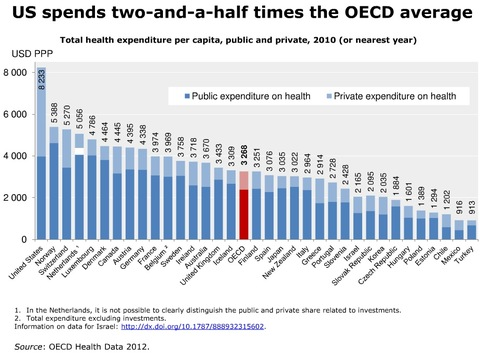 US spends two-and-a-half times the OECD average
Total health expenditure per capita, public and private, 2010 (or nearest year)
USD PPP
Public expenditure on health
Private expenditure on health
8 000
6 000
4 000
2 000
0
8 233
5 388
5 270
5 056
4 786
4 464
4 445
4 395
4 338
3 974
3 969
3 758
3 718
3 670
3 433
3 309
3 268
3 251
3 076
3 035
3 022
2 964
2 914
2 728
2 428
2 165
2 095
2 035
1 884
1 601
1 389
1 294
1 202
916
913
United States
Norway
Switzerland
Netherlands ¹
Luxembourg
Denmark
Canada
Austria
Germany
France
Belgium ²
Sweden
Ireland
Australia
United Kingdom
Iceland
OECD
Finland
Spain
Japan
New Zealand
Italy
Greece
Portugal
Slovenia
Israel
Slovak Republic
Korea
Czech Republic
Hungary
Poland
Estonia
Chile
Mexico
Turkey
1. In the Netherlands, it is not possible to clearly distinguish the public and private share related to investments.
2. Total expenditure excluding investments.
Information on data for Israel: http://dx.doi.org/10.1787/888932315602.
Source: OECD Health Data 2012.